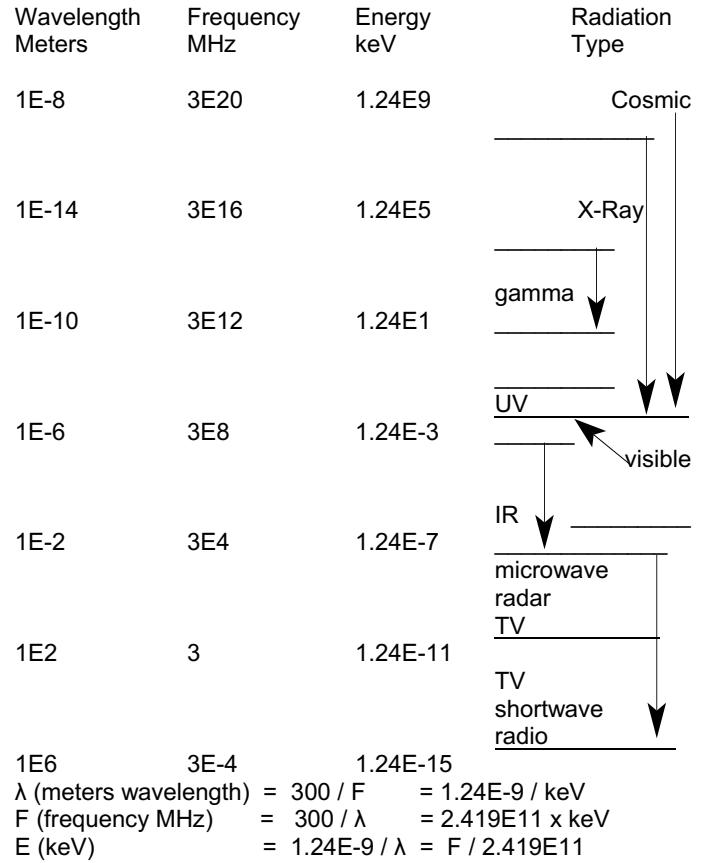 Wavelength Frequency Energy Radiation
Meters MHz keV Type
1E-8 3E20 1.24E9 Cosmic
1E-14 3E16 1.24E5 X-Ray
gamma
1E-10 3E12 1.24E1
UV
1E-6 3E8 1.24E-3
visible
IR
1E-2 3E4 1.24E-7
microwave
radar
TV
1E2 3 1.24E-11
TV
shortwave
radio
1E6 3E-4 1.24E-15
λ (meters wavelength) = 300 / F = 1.24E-9 / keV
F (frequency MHz) = 300 / λ = 2.419E11 x keV
E (keV) = 1.24E-9 / λ = F / 2.419E11